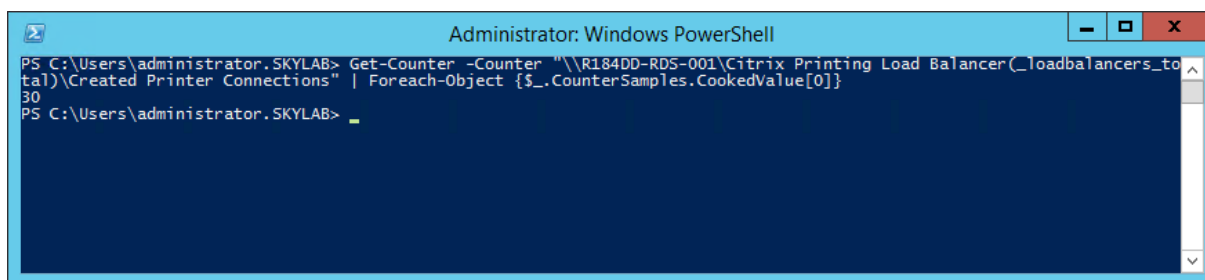 Administrator: Windows PowerShell
PS C:\Users\administrator.SKYLAB> Get-Counter -Counter "\\R184DD-RDS-001\Citrix Printing Load Balancer(_loadbalancers_to
tal)\Created Printer Connections" | Foreach-Object {$_.CounterSamples.CookedValue[0]}
30
PS C:\Users\administrator.SKYLAB>